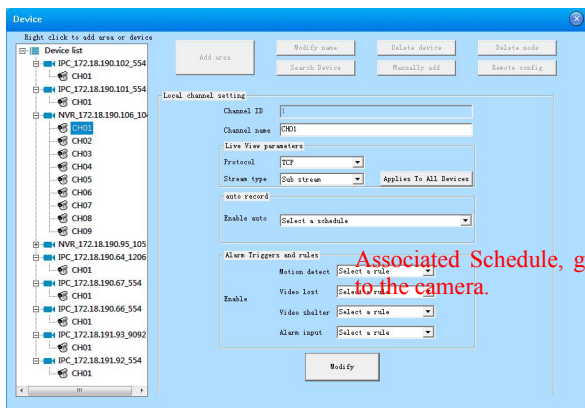 Device
Right click to add area or device
Device list
IPC_172.18.190.102_554
CH01
IPC_172.18.190.101_554
CH01
NVR_172.18.190.106_10
CH01
CH02
CH03
CH04
CH05
CH06
CH07
CH08
CH09
NVR_172.18.190.95_105
IPC_172.18.190.64_1206
CH01
IPC_172.18.190.67_554
CH01
IPC_172.18.190.66_554
CH01
IPC_172.18.191.93_9092
CH01
IPC_172.18.191.92_554
CH01
Add area
Modify name
Delete device
Delete node
Search Device
Manually add
Remote config
Local channel setting
Channel ID 1
Channel name CH01
Live View parameters
Protocol TCP
Stream type Sub stream Applies To All Devices
auto record
Enable auto Select a schedule
Alarm Triggers and rules
Enable
Motion detect Select a rule
Video lost Select a rule
Video shelter Select a rule
Alarm input Select a rule
Associated Schedule, g
to the camera.
Modify